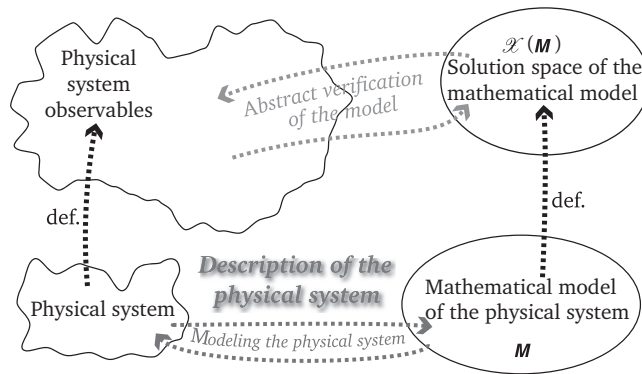 Physical
system
observables
𝒳 (M)
Solution space of the
mathematical model
Abstract verification
of the model
def.
def.
Description of the
physical system
Physical system
Modeling the physical system
Mathematical model
of the physical system
M